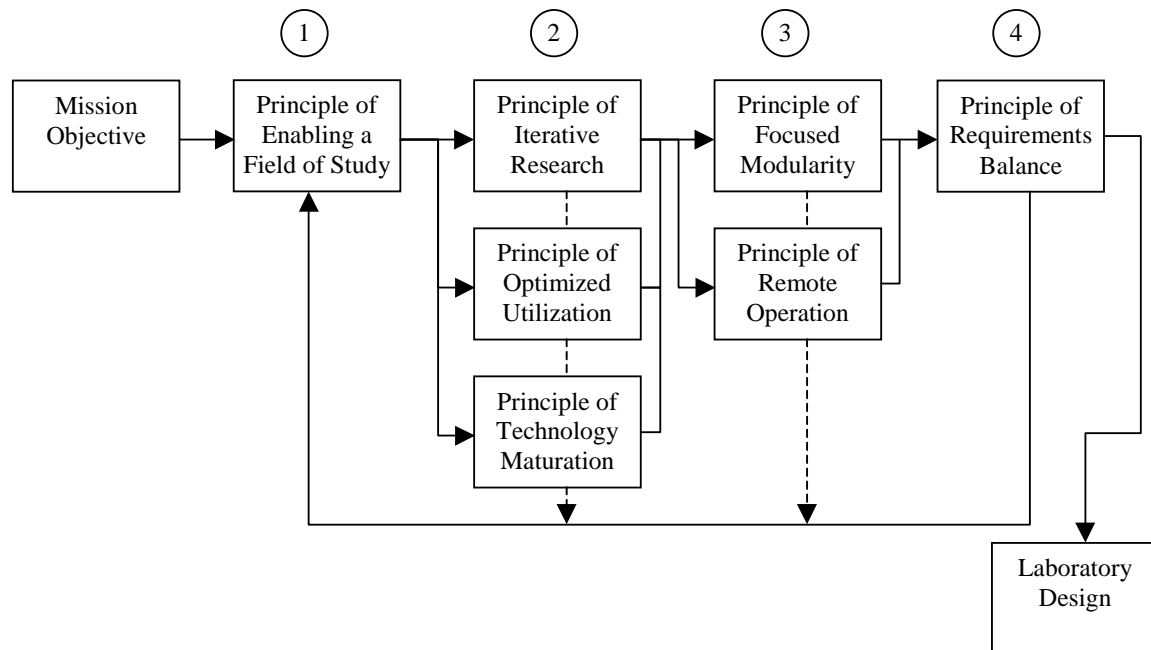 1
2
3
4
Mission
Objective
Principle of
Enabling a
Field of Study
Principle of
Iterative
Research
Principle of
Focused
Modularity
Principle of
Requirements
Balance
Principle of
Optimized
Utilization
Principle of
Remote
Operation
Principle of
Technology
Maturation
Laboratory
Design